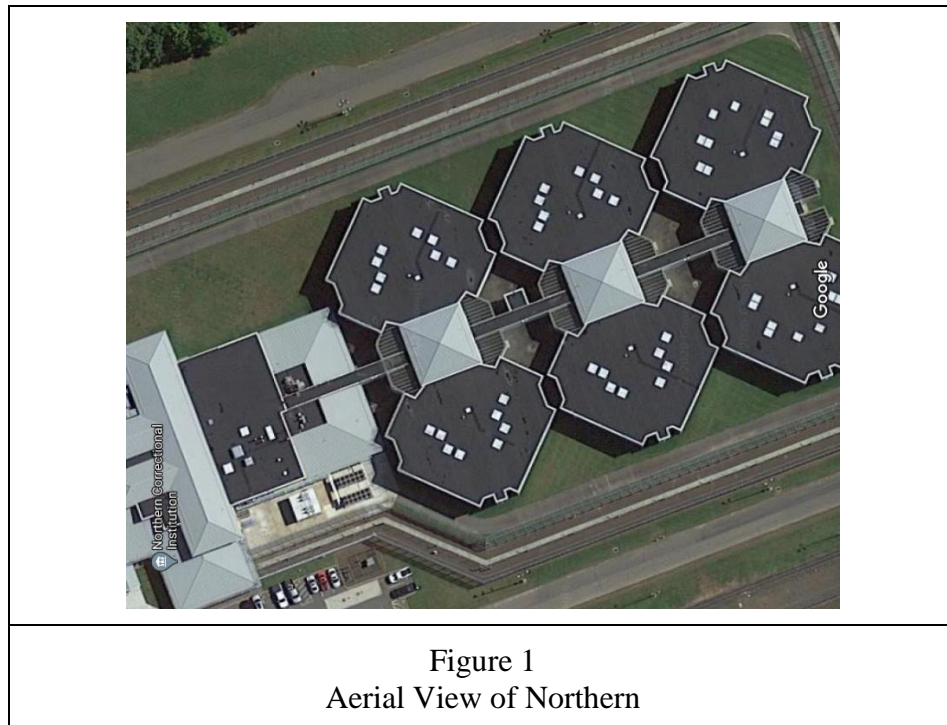 Google
Northern Correctional
Institution
Figure 1
Aerial View of Northern